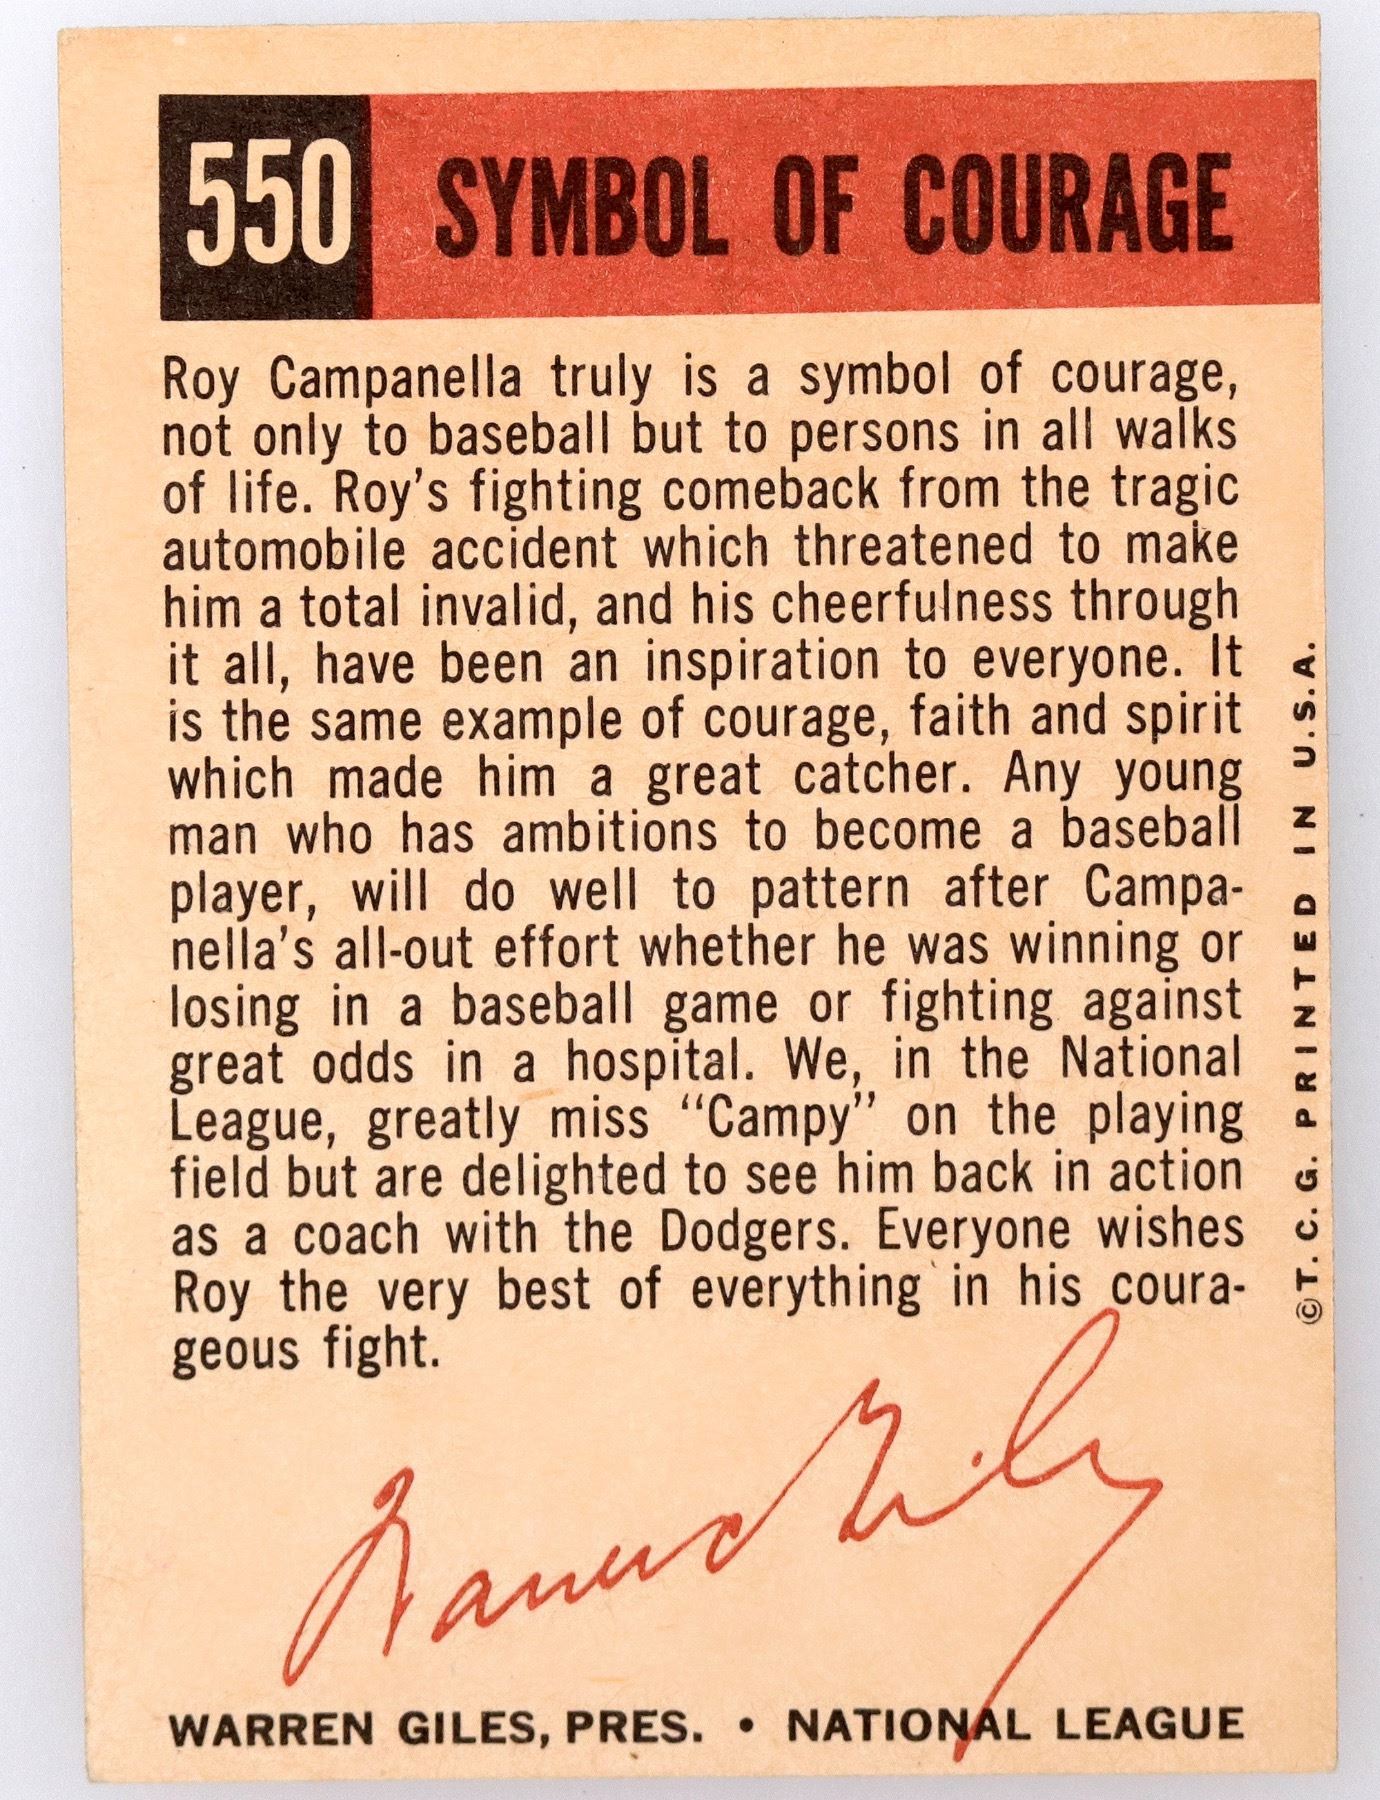 550 SYMBOL OF COURAGE
Roy Campanella truly is a symbol of courage,
not only to baseball but to persons in all walks
of life. Roy's fighting comeback from the tragic
automobile accident which threatened to make
him a total invalid, and his cheerfulness through
it all, have been an inspiration to everyone. It
is the same example of courage, faith and spirit
which made him a great catcher. Any young
man who has ambitions to become a baseball
player, will do well to pattern after Campa-
nella's all-out effort whether he was winning or
losing in a baseball game or fighting against
great odds in a hospital. We, in the National
League, greatly miss “Campy” on the playing
field but are delighted to see him back in action
as a coach with the Dodgers. Everyone wishes
Roy the very best of everything in his coura-
geous fight.
Warren Giles
WARREN GILES, PRES. • NATIONAL LEAGUE
©T. C. G. PRINTED IN U.S.A.